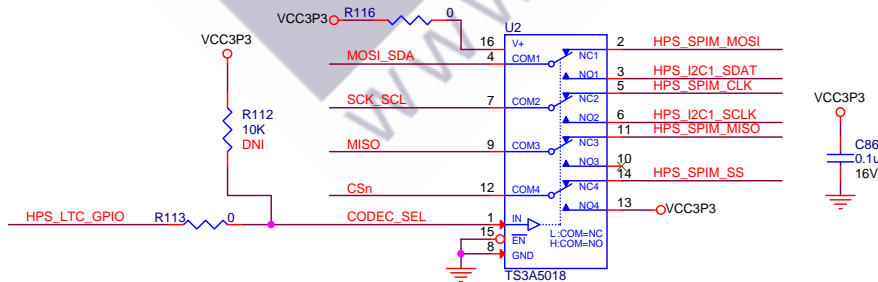 VCC3P3 R116 0
U2
VCC3P3
16 V+
MOSI_SDA 4 COM1 NC1 2 HPS_SPIM_MOSI
NO1 3 HPS_I2C1_SDAT
SCK_SCL 7 COM2 NC2 5 HPS_SPIM_CLK
NO2 6 HPS_I2C1_SCLK
R112
10K
DNI
MISO 9 COM3 NC3 11 HPS_SPIM_MISO
NO3 10
CSn 12 COM4 NC4 14 HPS_SPIM_SS
NO4 13 VCC3P3
VCC3P3
C86
0.1u
16V
HPS_LTC_GPIO R113 0 CODEC_SEL 1 IN
15 EN
8 GND
L:COM=NC
H:COM=NO
TS3A5018